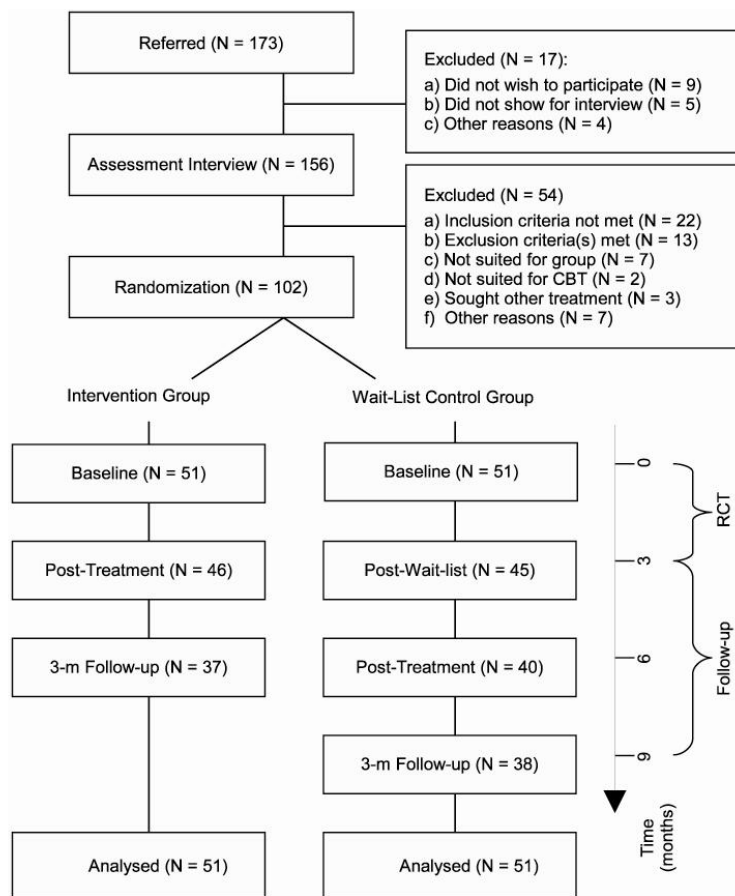 Referred (N = 173)
Excluded (N = 17):
a) Did not wish to participate (N = 9)
b) Did not show for interview (N = 5)
c) Other reasons (N = 4)
Assessment Interview (N = 156)
Excluded (N = 54)
a) Inclusion criteria not met (N = 22)
b) Exclusion criteria(s) met (N = 13)
c) Not suited for group (N = 7)
d) Not suited for CBT (N = 2)
e) Sought other treatment (N = 3)
f) Other reasons (N = 7)
Randomization (N = 102)
Intervention Group
Wait-List Control Group
Baseline (N = 51)
Baseline (N = 51)
0
RCT
Post-Treatment (N = 46)
Post-Wait-list (N = 45)
3
3-m Follow-up (N = 37)
Post-Treatment (N = 40)
6
Follow-up
3-m Follow-up (N = 38)
9
Analysed (N = 51)
Analysed (N = 51)
Time
(months)